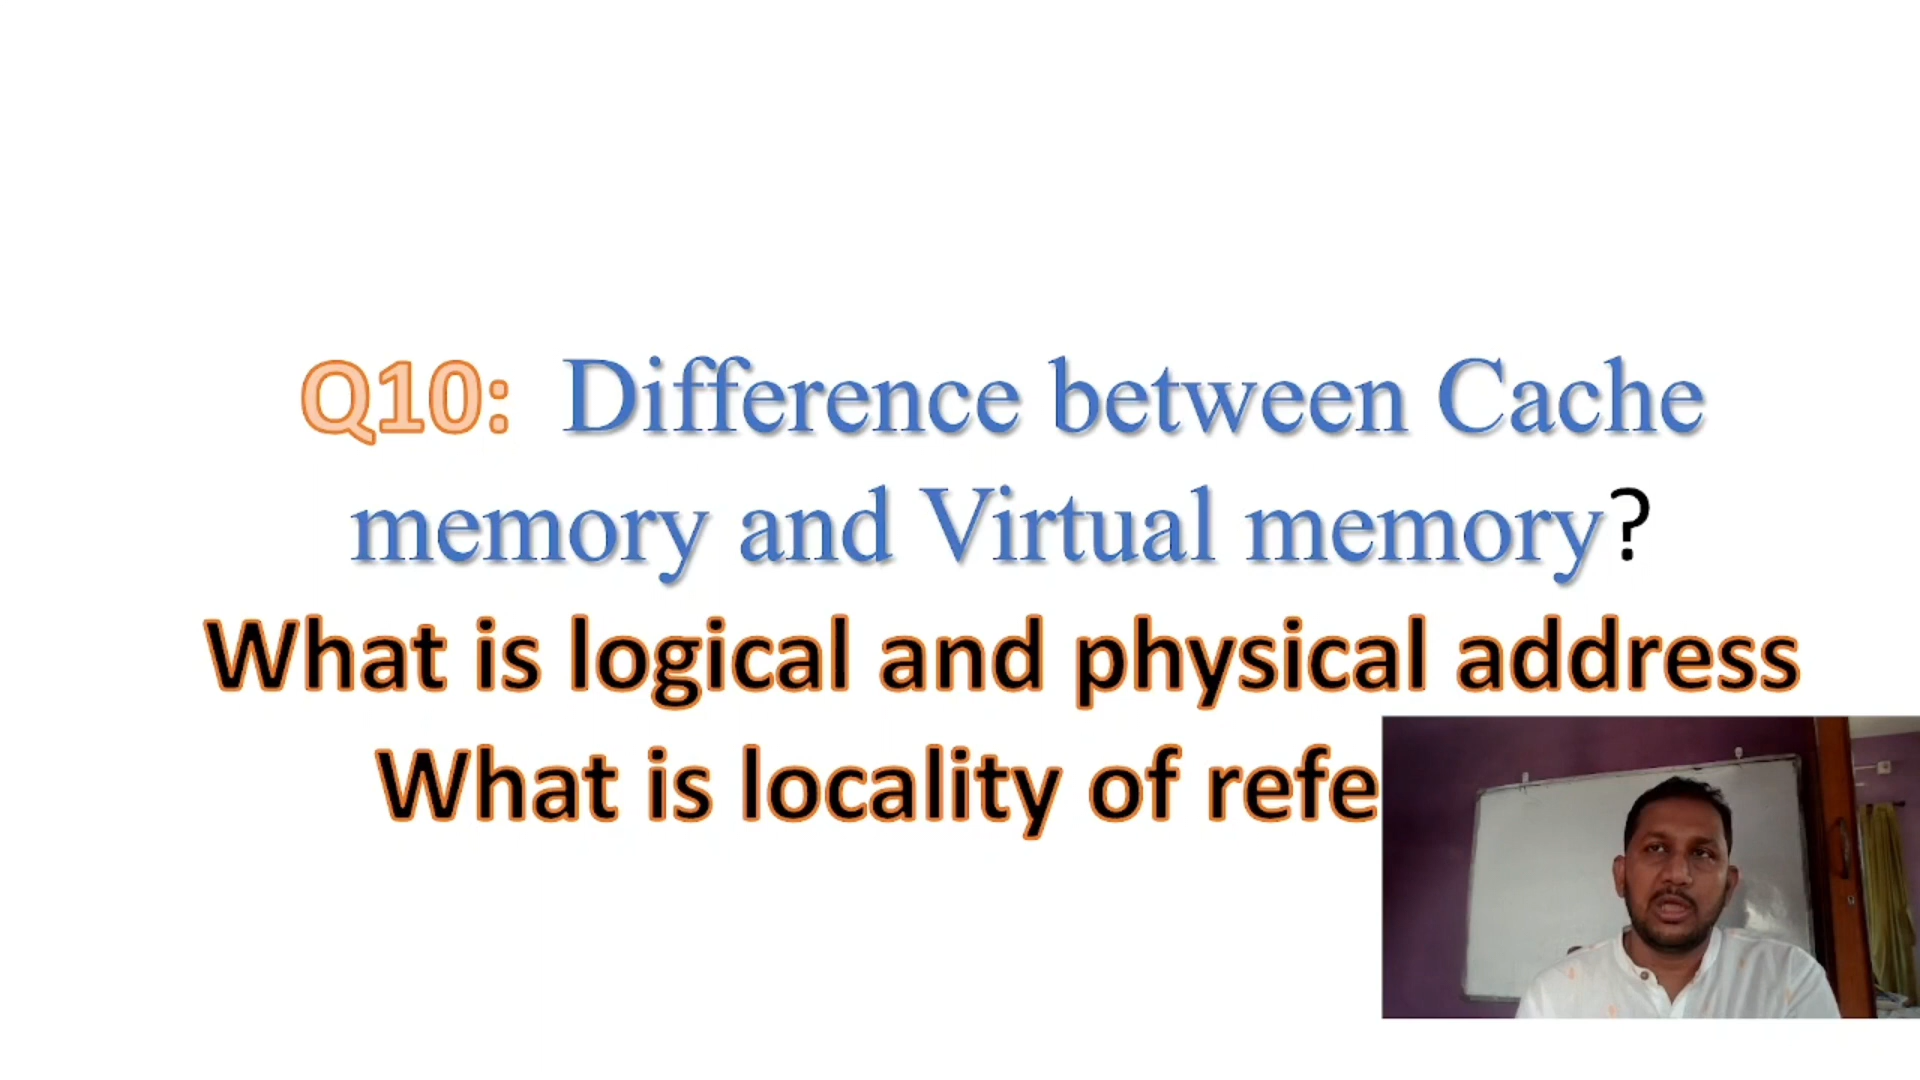 Q10: Difference between Cache
memory and Virtual memory?
What is logical and physical address
What is locality of refe